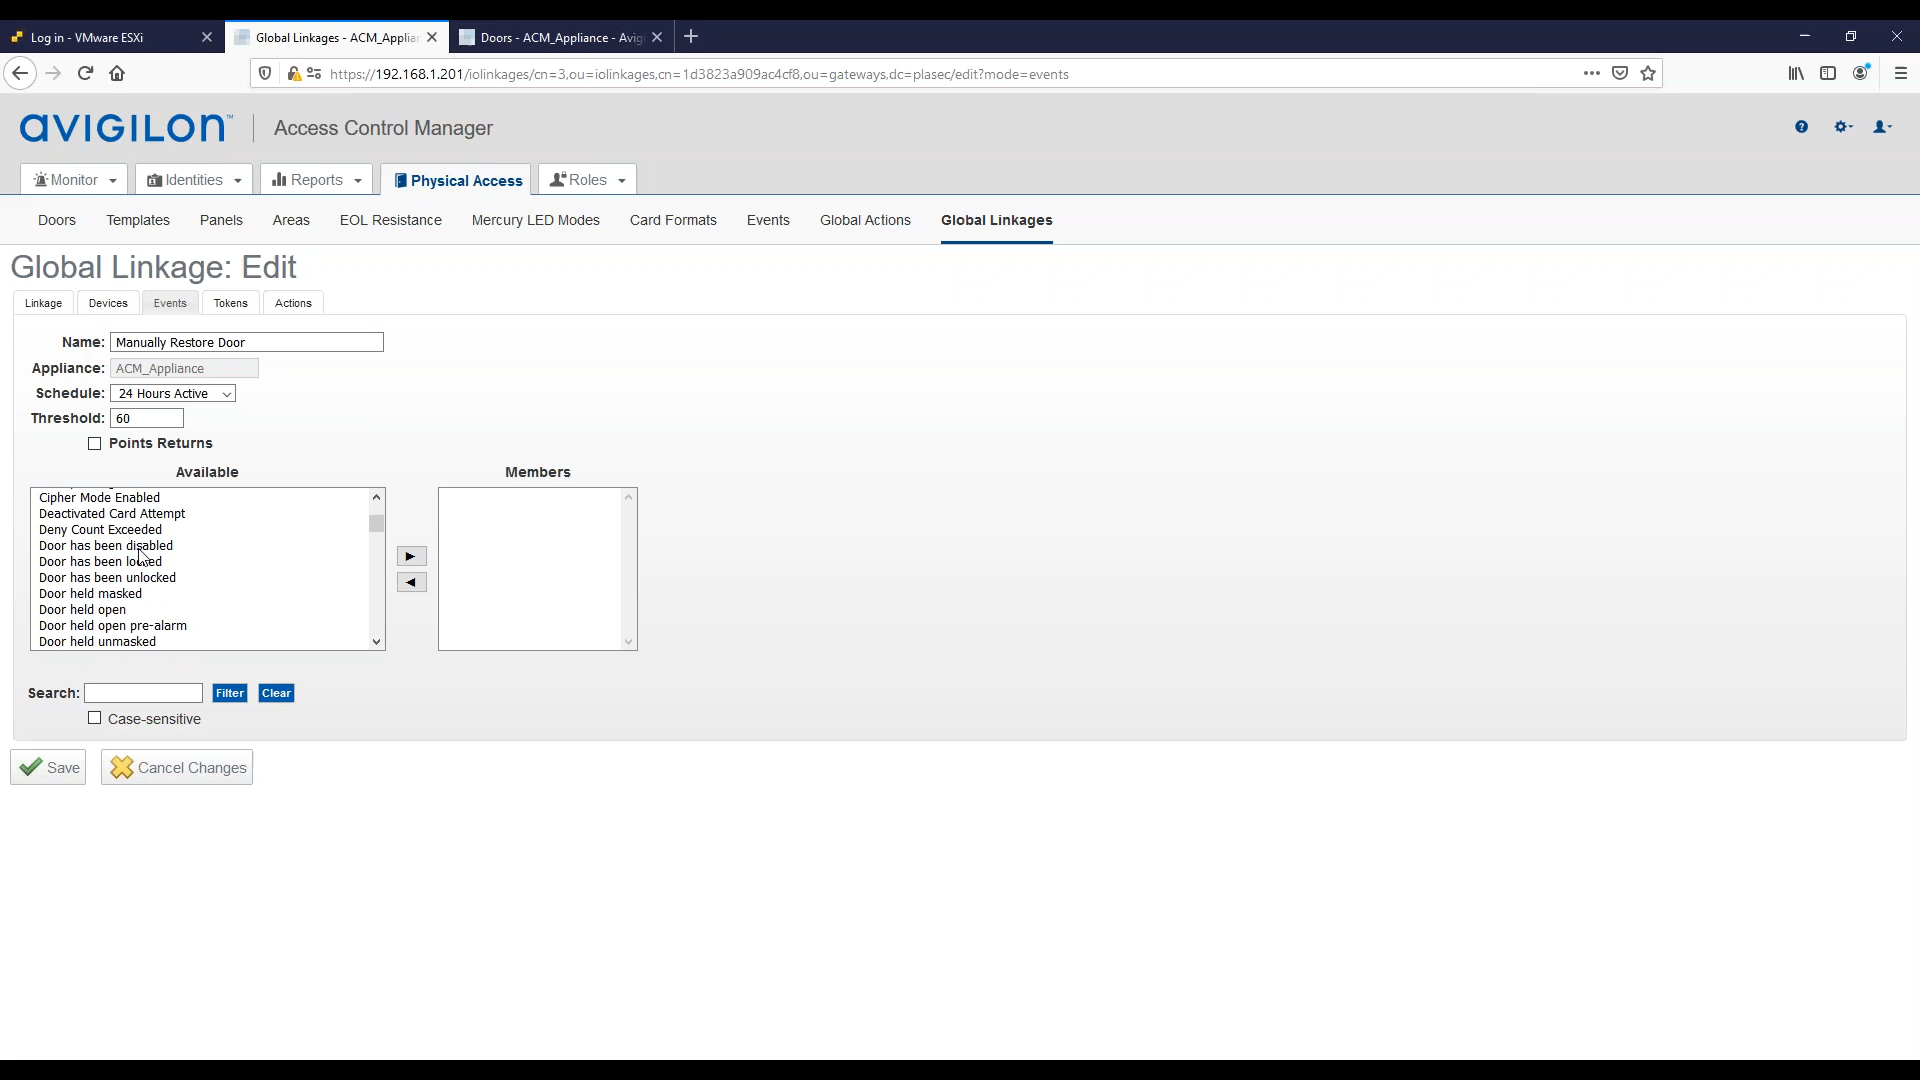 Log in - VMware ESXi
Global Linkages - ACM_Applian
Doors - ACM_Appliance - Avig
https://192.168.1.201/iolinkages/cn=3,ou=iolinkages,cn=1d3823a909ac4cf8,ou=gateways,dc=plasec/edit?mode=events
avigilon™ Access Control Manager
Monitor Identities Reports Physical Access Roles
Doors Templates Panels Areas EOL Resistance Mercury LED Modes Card Formats Events Global Actions Global Linkages
Global Linkage: Edit
Linkage Devices Events Tokens Actions
Name: Manually Restore Door
Appliance: ACM_Appliance
Schedule: 24 Hours Active
Threshold: 60
Points Returns
Available Members
Cipher Mode Enabled
Deactivated Card Attempt
Deny Count Exceeded
Door has been disabled
Door has been locked
Door has been unlocked
Door held masked
Door held open
Door held open pre-alarm
Door held unmasked
Search: Filter Clear
Case-sensitive
Save Cancel Changes